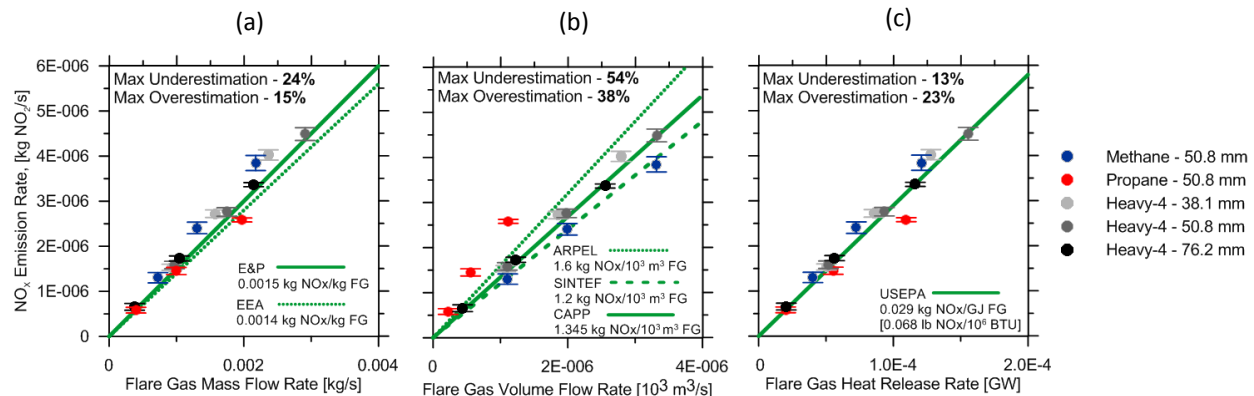 (a)
(b)
(c)
NOx Emission Rate, [kg NO2/s]
6E-006
5E-006
4E-006
3E-006
2E-006
1E-006
0
Max Underestimation - 24%
Max Overestimation - 15%
E&P
0.0015 kg NOx/kg FG
EEA
0.0014 kg NOx/kg FG
0
0.002
0.004
Flare Gas Mass Flow Rate [kg/s]
Max Underestimation - 54%
Max Overestimation - 38%
ARPEL
1.6 kg NOx/10³ m³ FG
SINTEF
1.2 kg NOx/10³ m³ FG
CAPP
1.345 kg NOx/10³ m³ FG
0
2E-006
4E-006
Flare Gas Volume Flow Rate [10³ m³/s]
Max Underestimation - 13%
Max Overestimation - 23%
USEPA
0.029 kg NOx/GJ FG
[0.068 lb NOx/10⁶ BTU]
0
1.0E-4
2.0E-4
Flare Gas Heat Release Rate [GW]
Methane - 50.8 mm
Propane - 50.8 mm
Heavy-4 - 38.1 mm
Heavy-4 - 50.8 mm
Heavy-4 - 76.2 mm